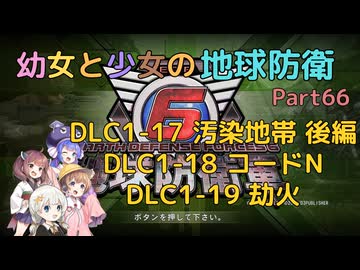 幼女と少女の地球防衛
Part66
6
EARTH DEFENSE FORCE 6
DLC1-17 汚染地帯 後編
DLC1-18 コードN
DLC1-19 劫火
ボタンを押して下さい。